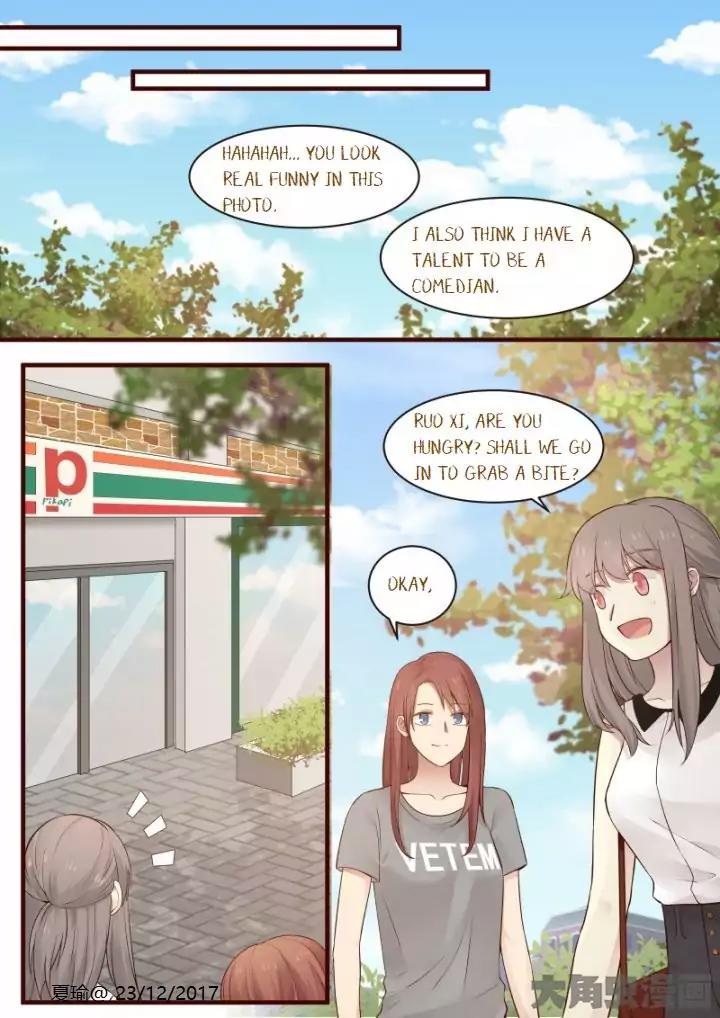 HAHAHAH... YOU LOOK
REAL FUNNY IN THIS
PHOTO.
I ALSO THINK I HAVE A
TALENT TO BE A
COMEDIAN.
RUO XI, ARE YOU
HUNGRY? SHALL WE GO
IN TO GRAB A BITE?
OKAY,
p
PikaPi
VETEM
夏瑜@ 23/12/2017
大角虫漫画